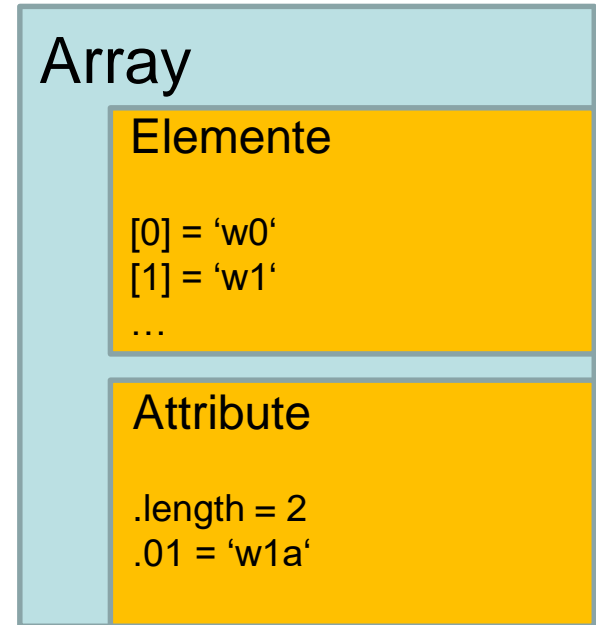 Array
Elemente
[0] = ‘w0‘
[1] = ‘w1‘
…
Attribute
.length = 2
.01 = ‘w1a‘